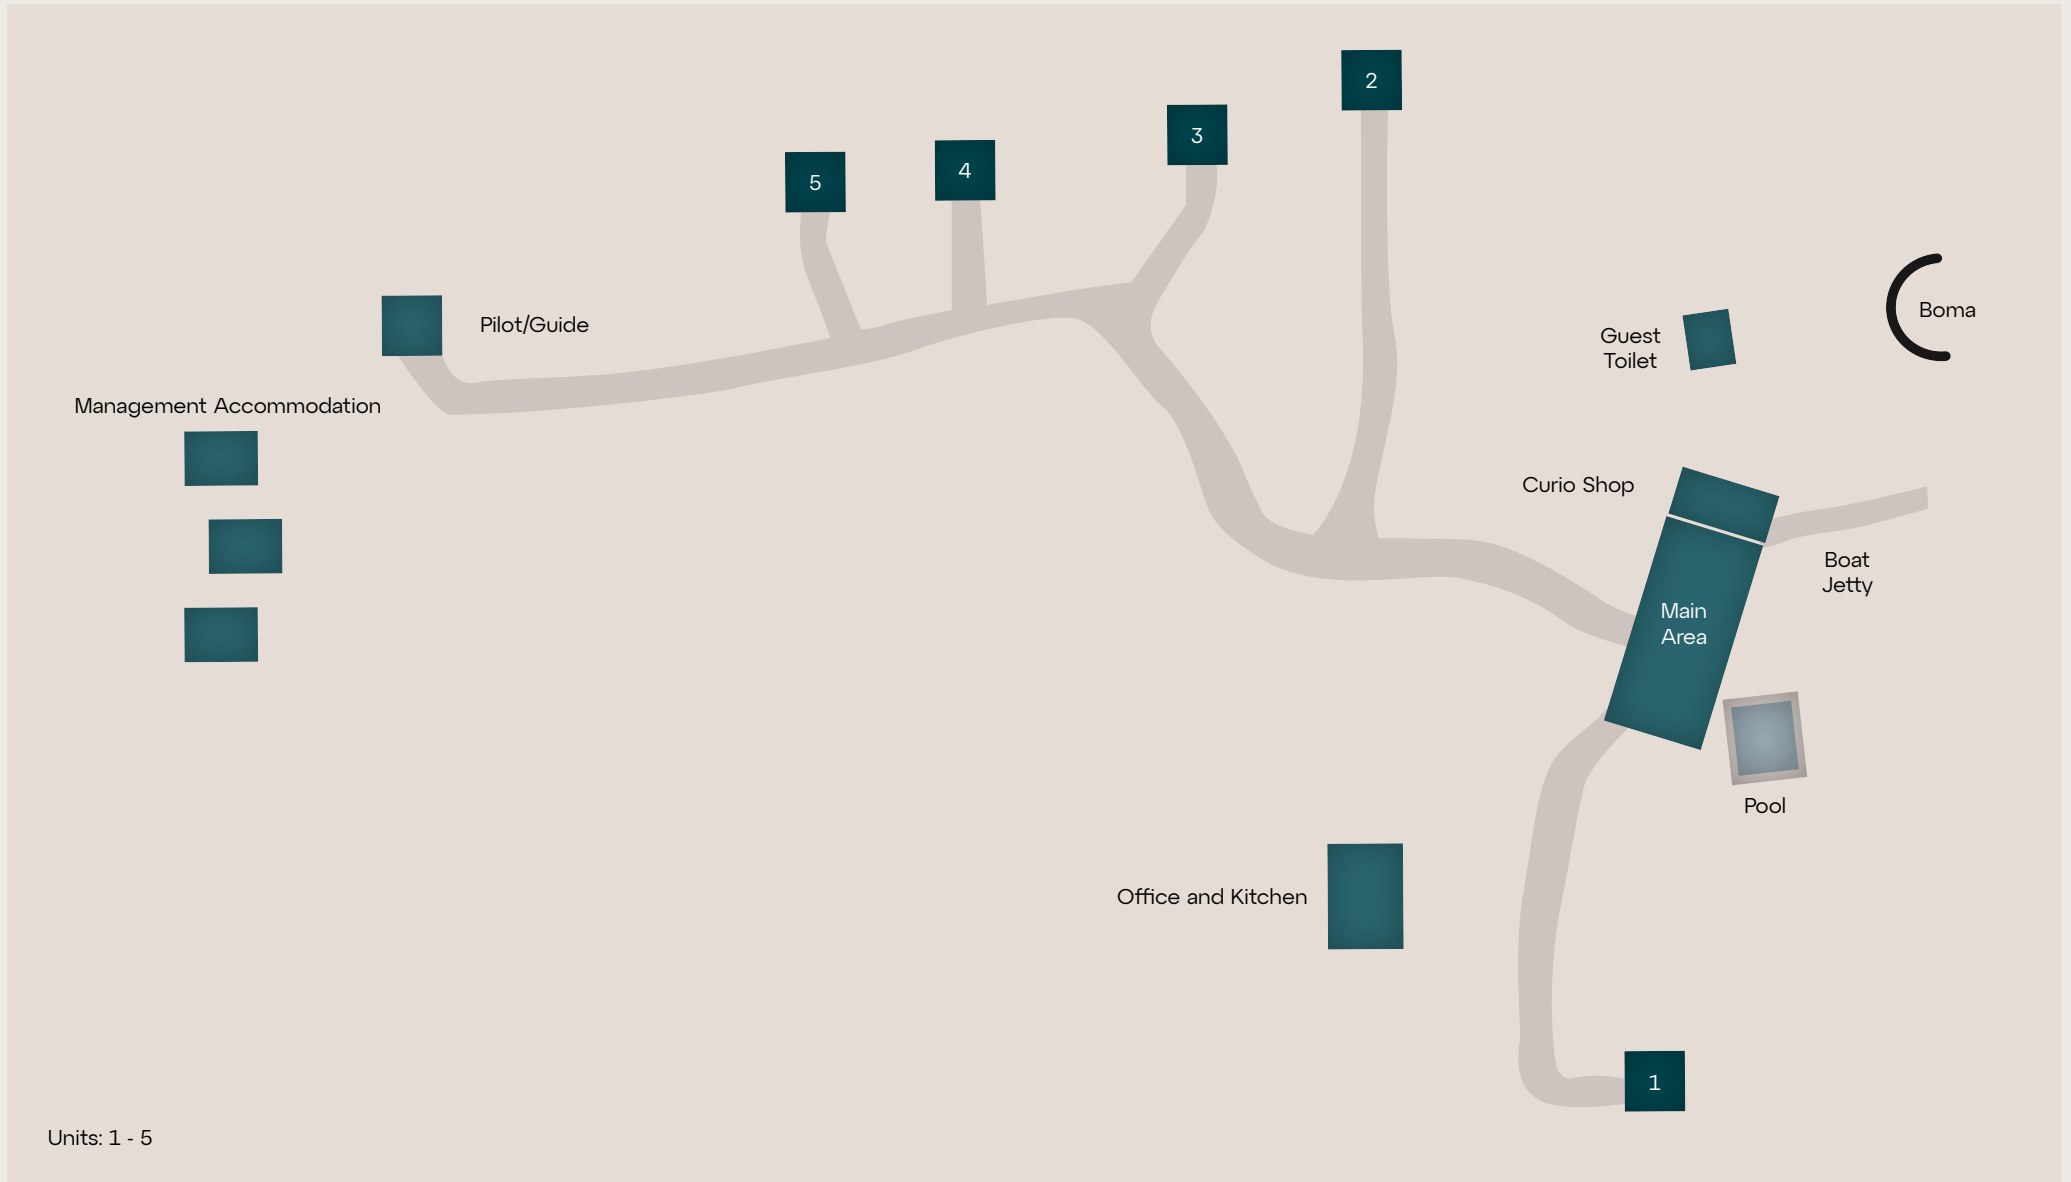 2
3
4
5
Boma
Pilot/Guide
Guest
Toilet
Management Accommodation
Curio Shop
Boat
Jetty
Main
Area
Pool
Office and Kitchen
1
Units: 1 - 5